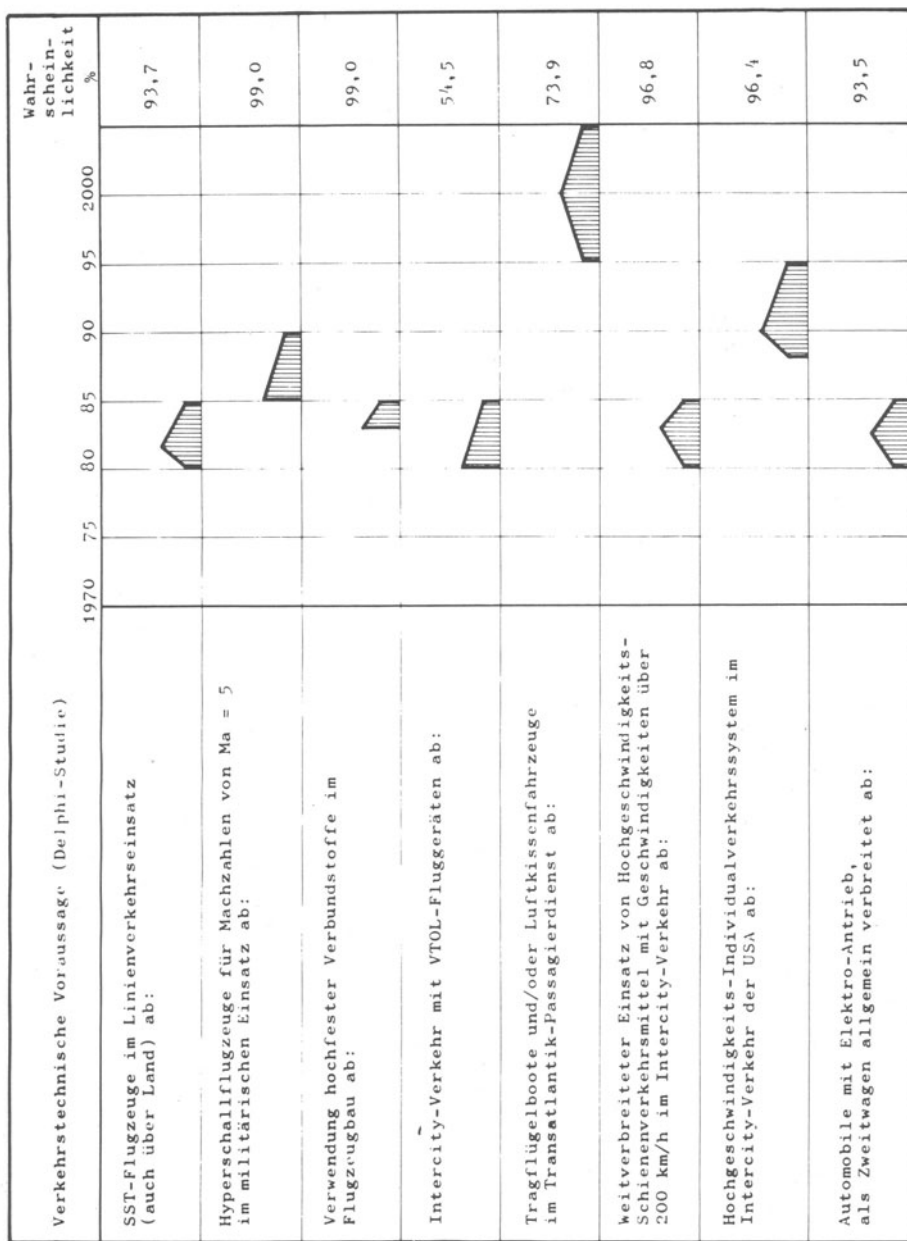 Verkehrstechnische Voraussage (Delphi-Studie)
1970 75 80 85 90 95 2000
Wahr-
schein-
lichkeit
%
SST-Flugzeuge im Linienverkehrseinsatz
(auch über Land) ab:
93,7
Hyperschallflugzeuge für Machzahlen von Ma = 5
im militärischen Einsatz ab:
99,0
Verwendung hochfester Verbundstoffe im
Flugzeugbau ab:
99,0
Intercity-Verkehr mit VTOL-Fluggeräten ab:
54,5
Tragflügelboote und/oder Luftkissenfahrzeuge
im Transatlantik-Passagierdienst ab:
73,9
Weitverbreiteter Einsatz von Hochgeschwindigkeits-
Schienenverkehrsmittel mit Geschwindigkeiten über
200 km/h im Intercity-Verkehr ab:
96,8
Hochgeschwindigkeits-Individualverkehrssystem im
Intercity-Verkehr der USA ab:
96,4
Automobile mit Elektro-Antrieb,
als Zweitwagen allgemein verbreitet ab:
93,5